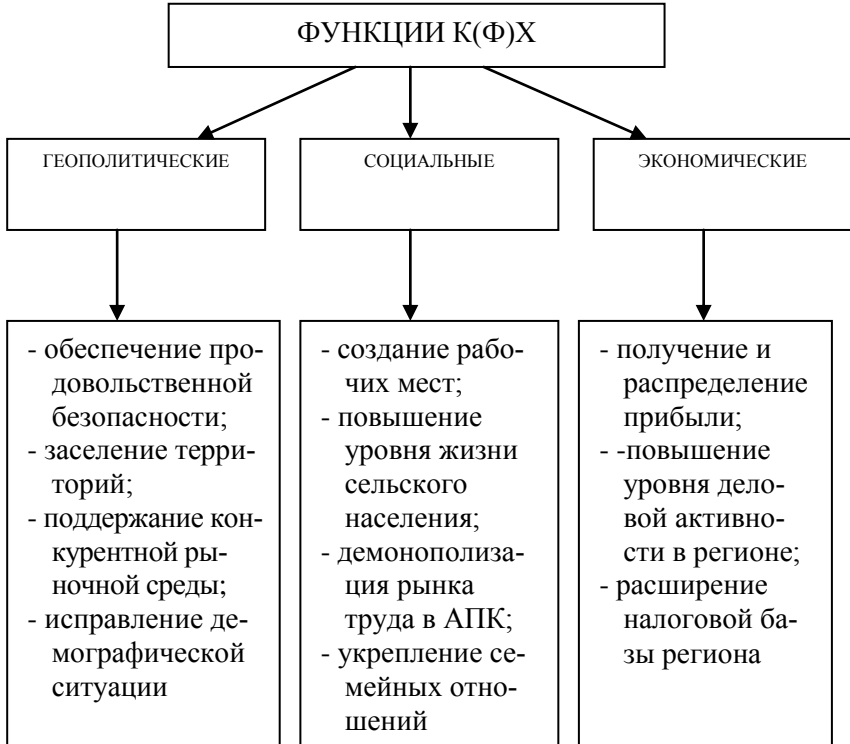 ФУНКЦИИ К(Ф)Х
ГЕОПОЛИТИЧЕСКИЕ
СОЦИАЛЬНЫЕ
ЭКОНОМИЧЕСКИЕ
- обеспечение про-
довольственной
безопасности;
- заселение терри-
торий;
- поддержание кон-
курентной ры-
ночной среды;
- исправление де-
мографической
ситуации
- создание рабо-
чих мест;
- повышение
уровня жизни
сельского
населения;
- демонополиза-
ция рынка
труда в АПК;
- укрепление се-
мейных отно-
шений
- получение и
распределение
прибыли;
- -повышение
уровня дело-
вой активно-
сти в регионе;
- расширение
налоговой ба-
зы региона